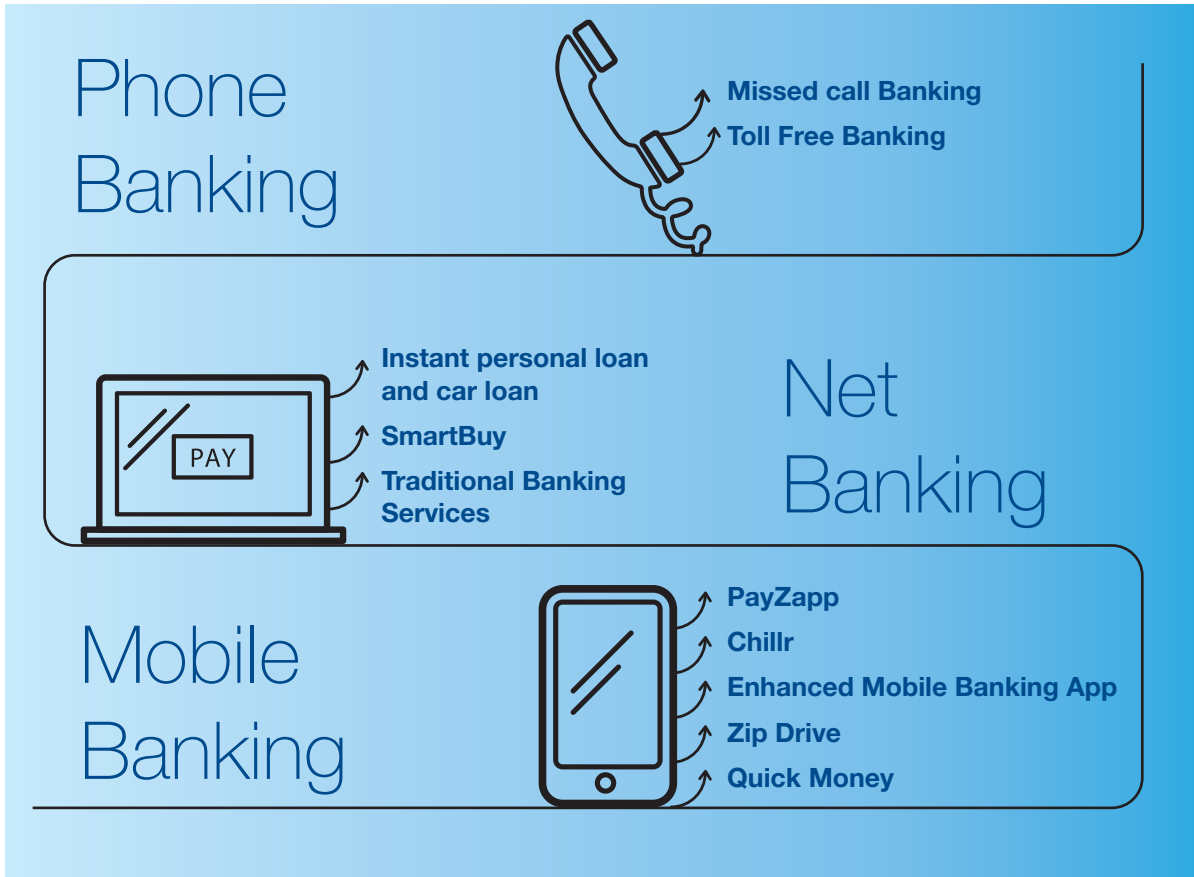 Phone
Banking
Missed call Banking
Toll Free Banking
Instant personal loan
and car loan
SmartBuy
Traditional Banking
Services
PAY
Net
Banking
Mobile
Banking
PayZapp
Chillr
Enhanced Mobile Banking App
Zip Drive
Quick Money